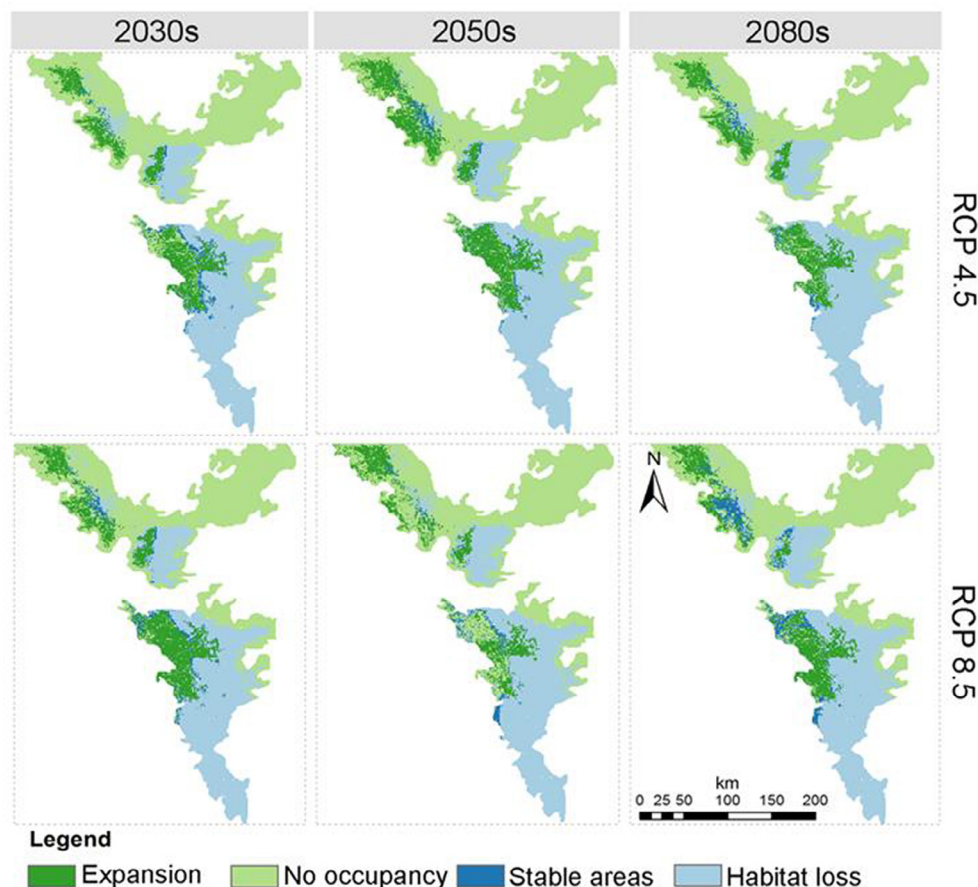 2030s 2050s 2080s
RCP 4.5
RCP 8.5
N
km
0 25 50 100 150 200
Legend
Expansion No occupancy Stable areas Habitat loss